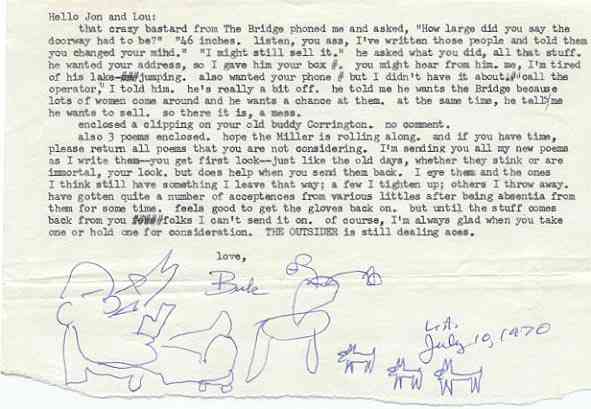 Hello Jon and Lou:
that crazy bastard from The Bridge phoned me and asked, "How large did you say the
doorway had to be?" "46 inches. listen, you ass, I've written those people and told them
you changed your mind." "I might still sell it." he asked what you did, all that stuff.
he wanted your address, so I gave him your box #. you might hear from him. me, I'm tired
of his lake-jumping. also wanted your phone # but I didn't have it about. "call the
operator," I told him. he's really a bit off. he told me he wants the Bridge because
lots of women come around and he wants a chance at them. at the same time, he tells me
he wants to sell. so there it is, a mess.
enclosed a clipping on your old buddy Corrington. no comment.
also 3 poems enclosed. hope the Miller is rolling along. and if you have time,
please return all poems that you are not considering. I'm sending you all my new poems
as I write them--you get first look--just like the old days, whether they stink or are
immortal, your look. but does help when you send them back. I eye them and the ones
I think still have something I leave that way; a few I tighten up; others I throw away.
have gotten quite a number of acceptences from various littles after being absentia from
them for some time. feels good to get the gloves back on. but until the stuff comes
back from you folks I can't send it on. of course, I'm always glad when you take
one or hold one for consideration. THE OUTSIDER is still dealing aces.
love,
Buk
L.A.
July 10, 1970